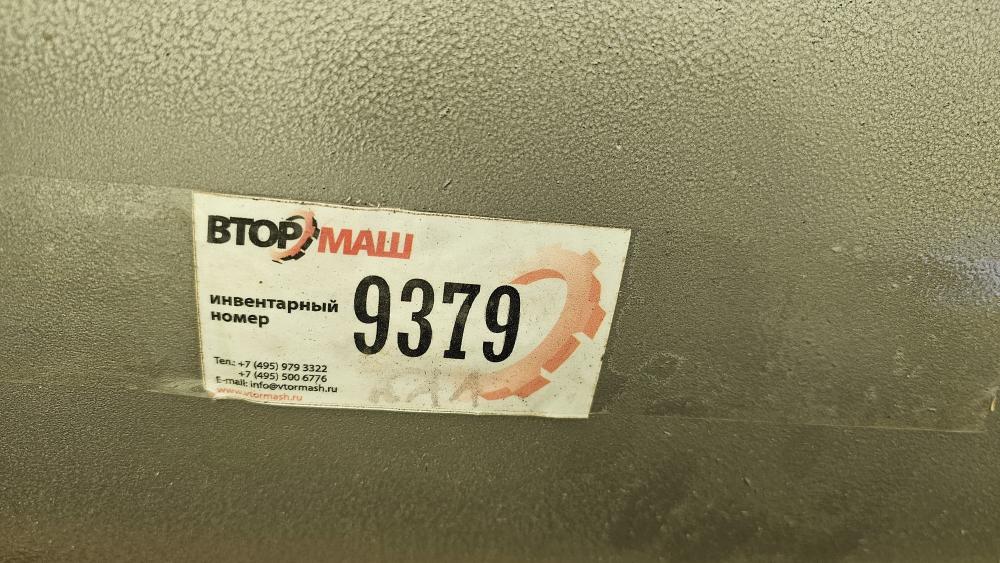 ВТОРМАШ
инвентарный
номер
9379
Тел.: +7 (495) 979 3322
+7 (495) 500 6776
E-mail: info@vtormash.ru
www.vtormash.ru